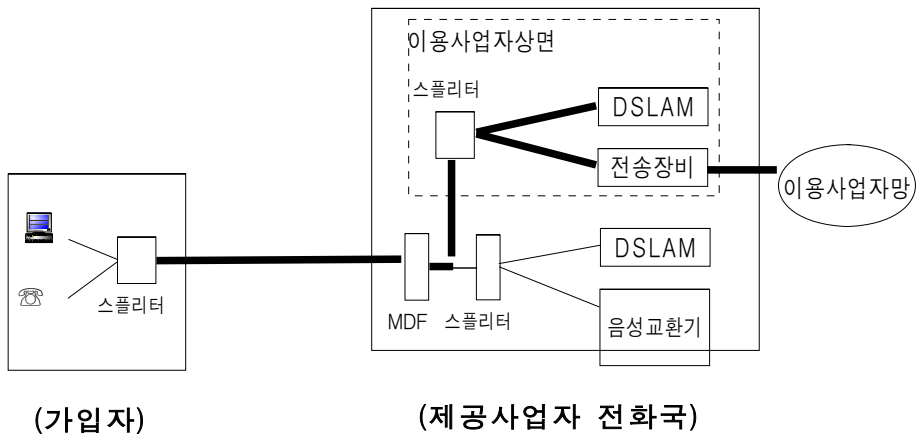 이용사업자상면
스플리터
DSLAM
전송장비
이용사업자망
스플리터
DSLAM
MDF
스플리터
음성교환기
(가입자)
(제공사업자 전화국)